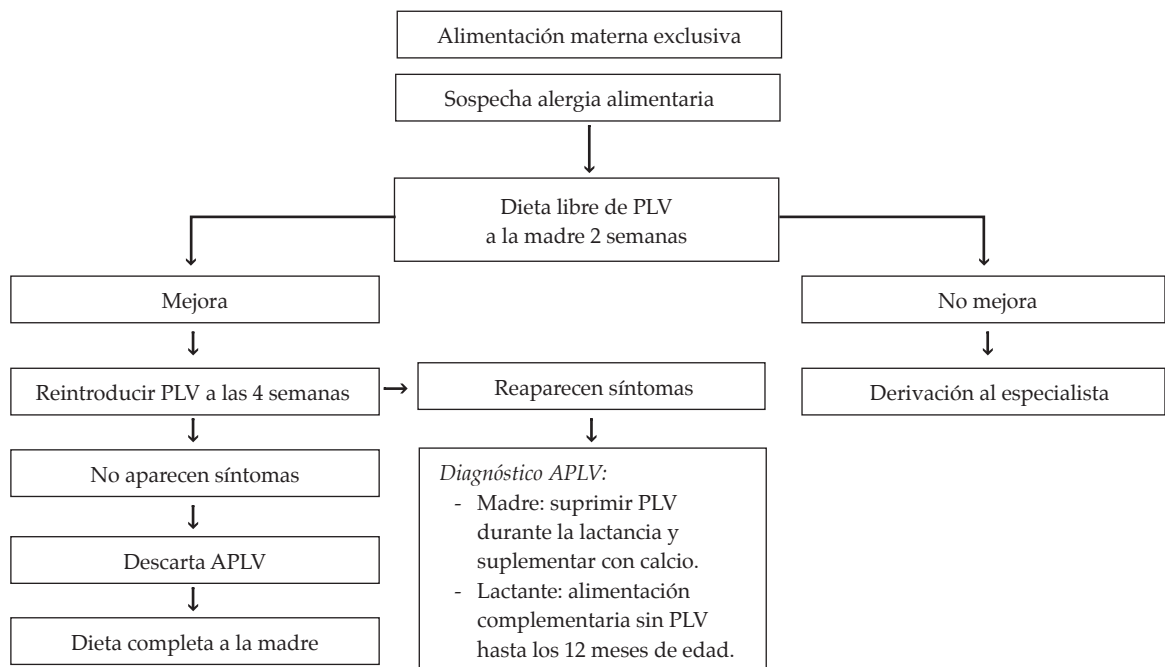 Alimentación materna exclusiva
Sospecha alergia alimentaria
Dieta libre de PLV
a la madre 2 semanas
Mejora
No mejora
Reintroducir PLV a las 4 semanas
Reaparecen síntomas
Derivación al especialista
No aparecen síntomas
Descarta APLV
Dieta completa a la madre
Diagnóstico APLV:
- Madre: suprimir PLV
durante la lactancia y
suplementar con calcio.
- Lactante: alimentación
complementaria sin PLV
hasta los 12 meses de edad.